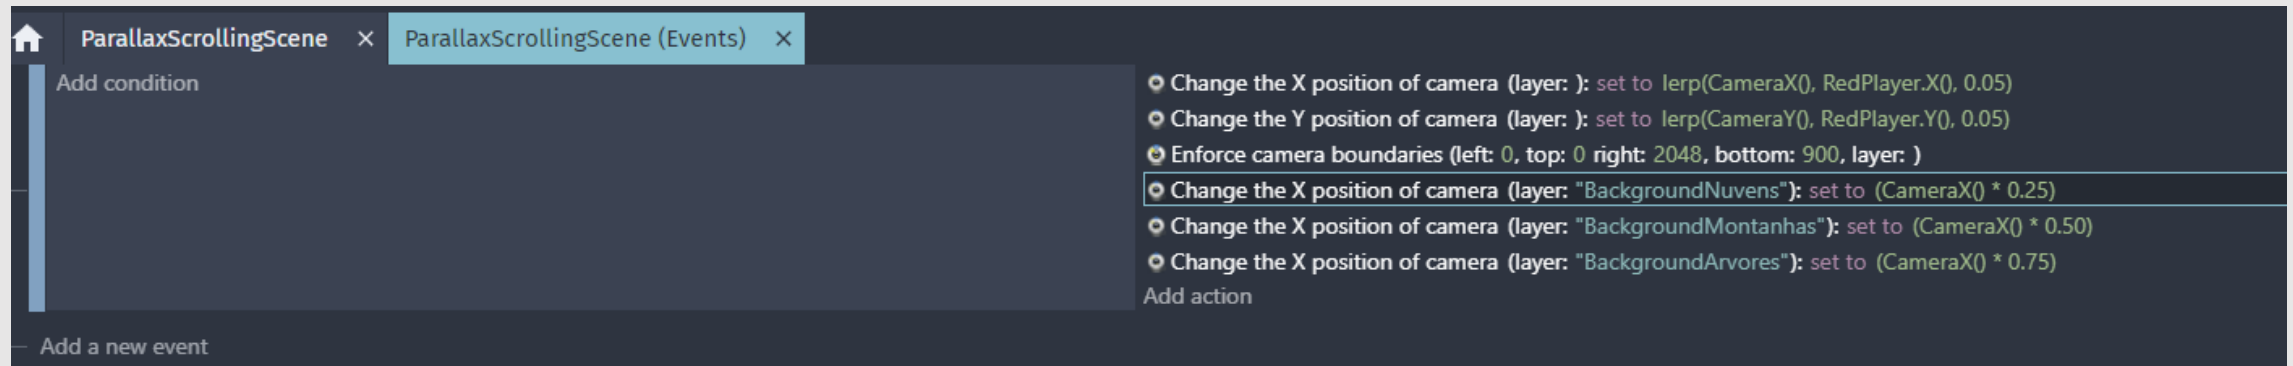 ParallaxScrollingScene × ParallaxScrollingScene (Events) ×
Add condition
Change the X position of camera (layer: ): set to lerp(CameraX(), RedPlayer.X(), 0.05)
Change the Y position of camera (layer: ): set to lerp(CameraY(), RedPlayer.Y(), 0.05)
Enforce camera boundaries (left: 0, top: 0 right: 2048, bottom: 900, layer: )
Change the X position of camera (layer: "BackgroundNuvens"): set to (CameraX() * 0.25)
Change the X position of camera (layer: "BackgroundMontanhas"): set to (CameraX() * 0.50)
Change the X position of camera (layer: "BackgroundArvores"): set to (CameraX() * 0.75)
Add action
Add a new event